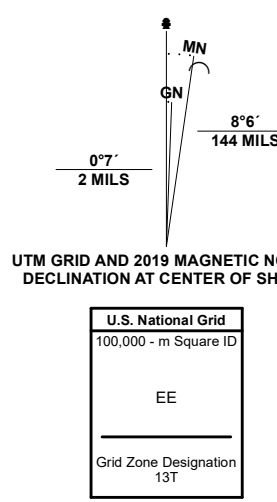 MN
GN
8°6´
144 MILS
0°7´
2 MILS
UTM GRID AND 2019 MAGNETIC N
DECLINATION AT CENTER OF SH
U.S. National Grid
100,000 - m Square ID
EE
Grid Zone Designation
13T